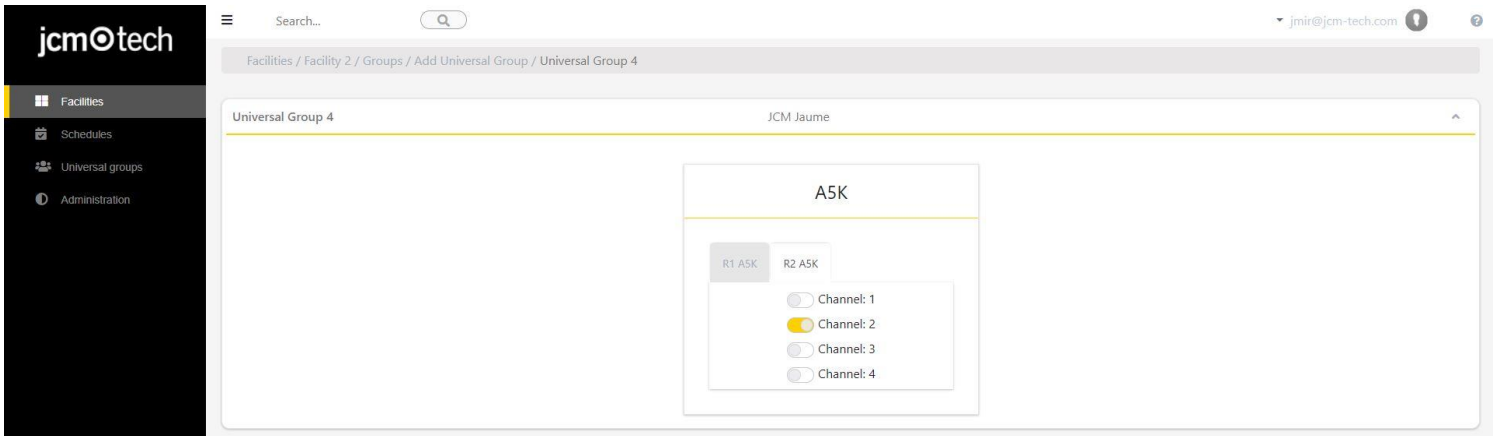 jcm tech
Search...
jmir@jcm-tech.com
Facilities / Facility 2 / Groups / Add Universal Group / Universal Group 4
Facilities
Schedules
Universal groups
Administration
Universal Group 4 JCM Jaume
A5K
R1 A5K R2 A5K
Channel: 1
Channel: 2
Channel: 3
Channel: 4